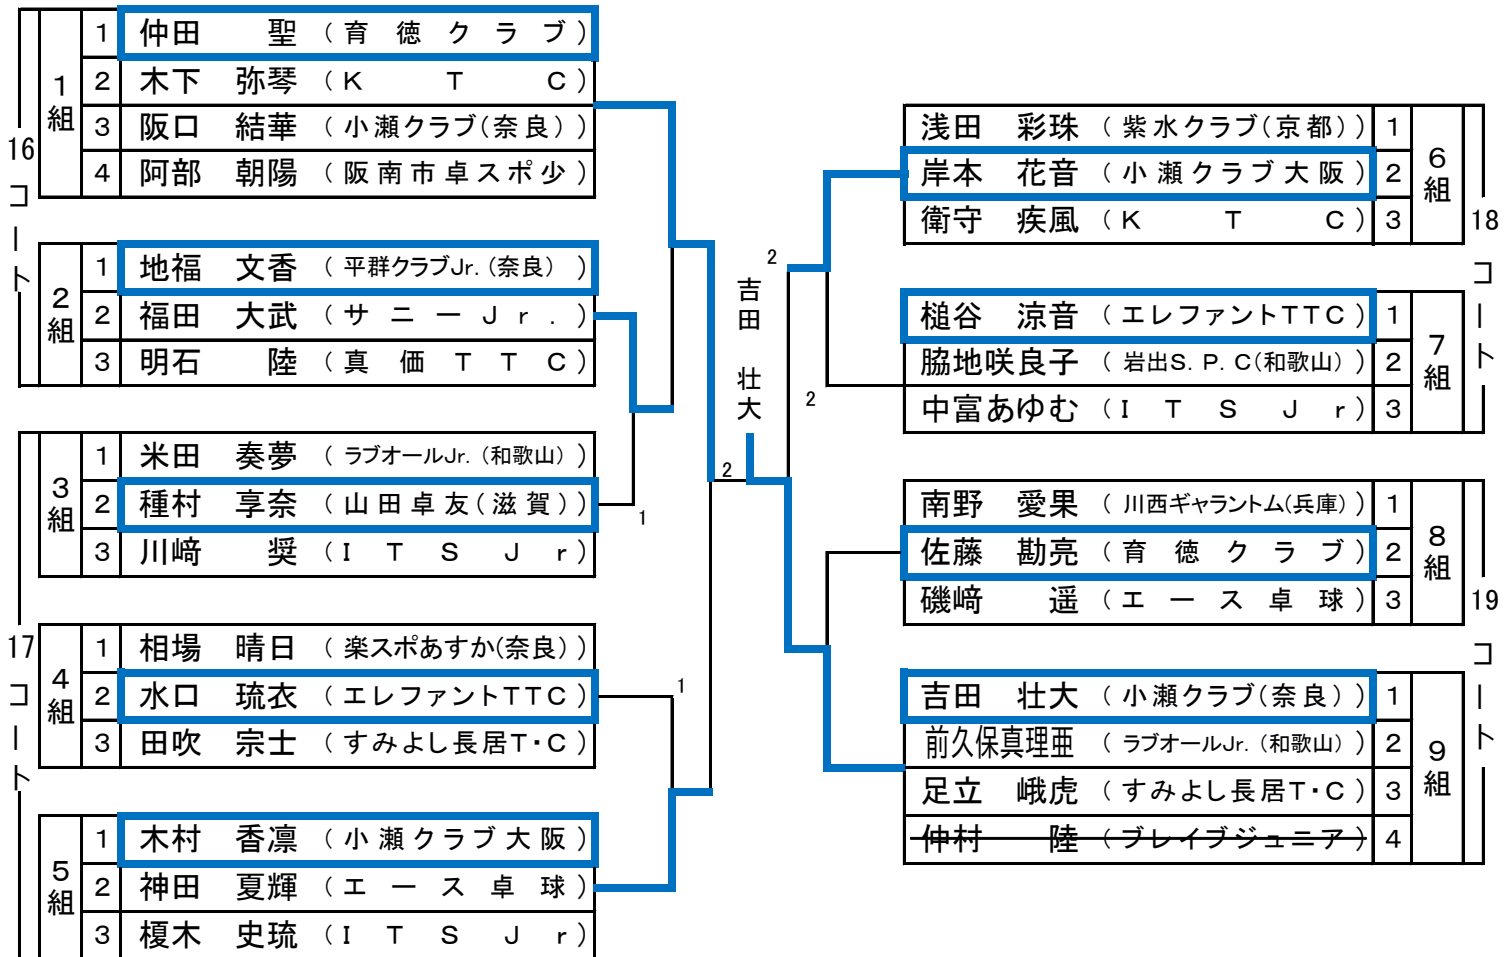 16コート
1組
1 仲田 聖 (育徳クラブ)
2 木下 弥琴 (KTC)
3 阪口 結華 (小瀬クラブ(奈良))
4 阿部 朝陽 (阪南市卓スポ少)
2組
1 地福 文香 (平群クラブJr.(奈良))
2 福田 大武 (サニーJr.)
3 明石 陸 (真価TTC)
17コート
3組
1 米田 奏夢 (ラブオールJr.(和歌山))
2 種村 享奈 (山田卓友(滋賀))
3 川﨑 奨 (ITSJr)
4組
1 相場 晴日 (楽スポあすか(奈良))
2 水口 琉衣 (エレファントTTC)
3 田吹 宗士 (すみよし長居T・C)
5組
1 木村 香凛 (小瀬クラブ大阪)
2 神田 夏輝 (エース卓球)
3 榎木 史琉 (ITSJr)
1
1
2
吉田 壮大
2
2
18コート
浅田 彩珠 (紫水クラブ(京都)) 1
岸本 花音 (小瀬クラブ大阪) 2
衛守 疾風 (KTC) 3
6組
槌谷 涼音 (エレファントTTC) 1
脇地咲良子 (岩出S.P.C(和歌山)) 2
中富あゆむ (ITSJr) 3
7組
19コート
南野 愛果 (川西ギャラントム(兵庫)) 1
佐藤 勘亮 (育徳クラブ) 2
磯﨑 遥 (エース卓球) 3
8組
吉田 壮大 (小瀬クラブ(奈良)) 1
前久保真理亜 (ラブオールJr.(和歌山)) 2
足立 峨虎 (すみよし長居T・C) 3
仲村 陸 (ブレイブジュニア) 4
9組